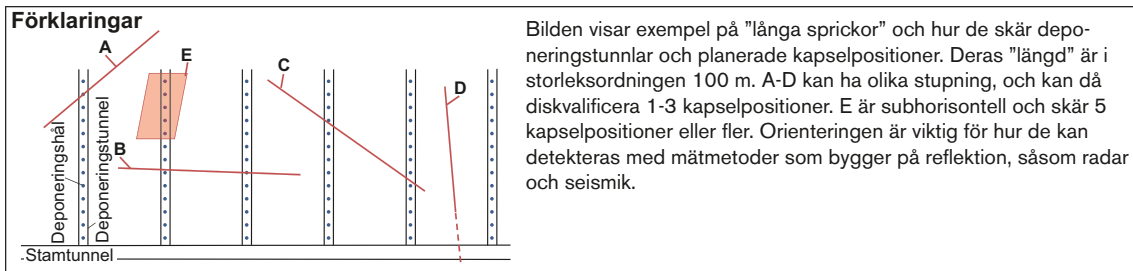 Förklaringar
A
E
C
D
B
Deponeringshål
Deponeringstunnel
Stamtunnel
Bilden visar exempel på ”långa sprickor” och hur de skär depo-
neringstunnlar och planerade kapselpositioner. Deras ”längd” är i
storleksordningen 100 m. A-D kan ha olika stupning, och kan då
diskvalificera 1-3 kapselpositioner. E är subhorisontell och skär 5
kapselpositioner eller fler. Orienteringen är viktig för hur de kan
detekteras med mätmetoder som bygger på reflektion, såsom radar
och seismik.